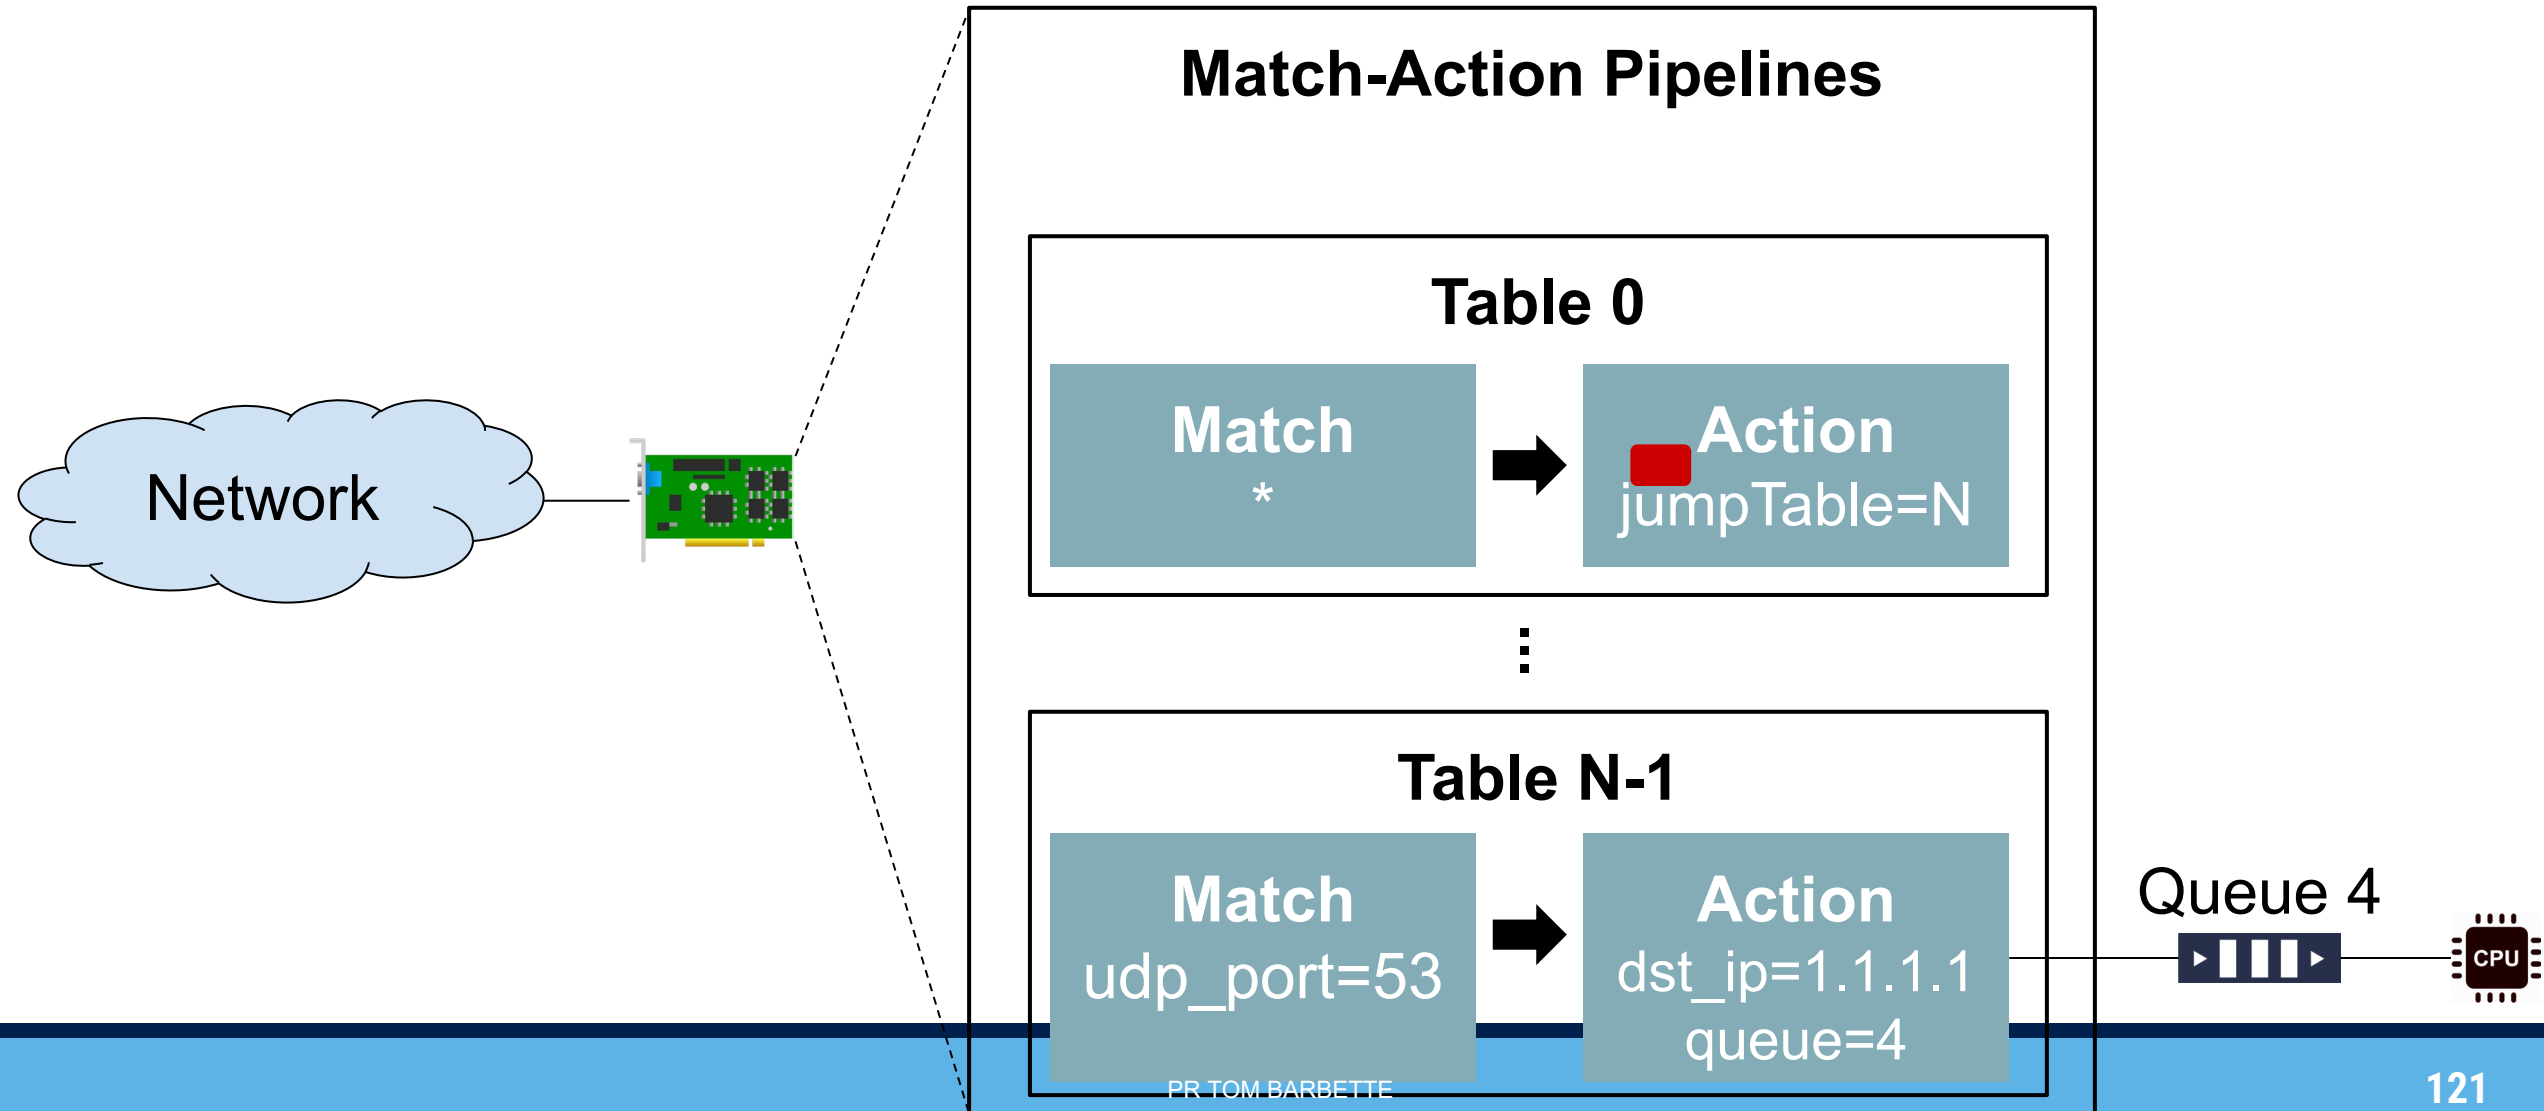 Match-Action Pipelines
Table 0
Match
*
Action
jumpTable=N
Network
Table N-1
Match
udp_port=53
Action
dst_ip=1.1.1.1
queue=4
Queue 4
CPU
PR TOM BARBETTE
121